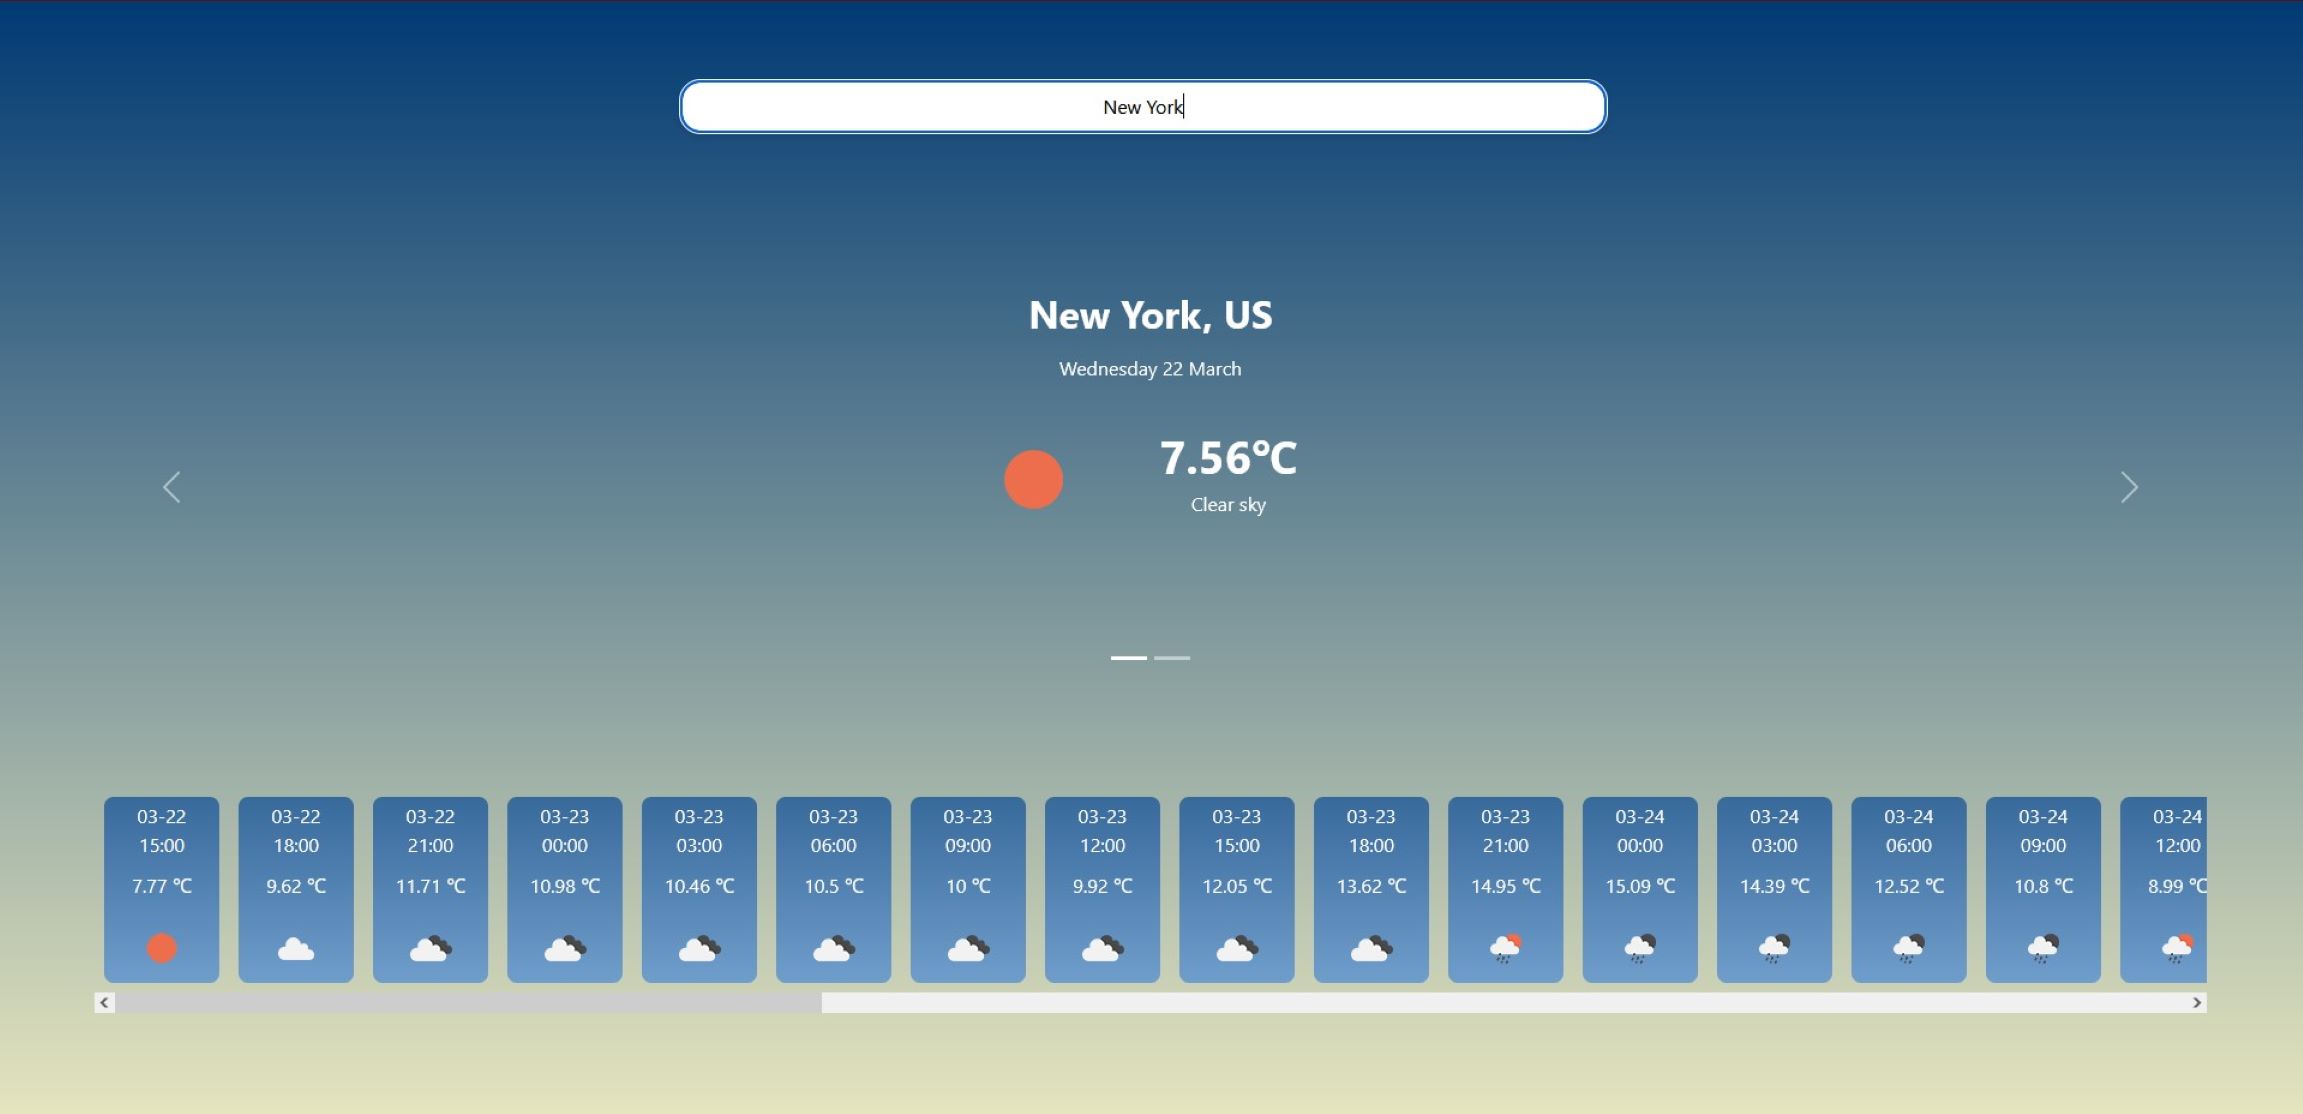 New York
New York, US
Wednesday 22 March
7.56°C
Clear sky
03-22
15:00
7.77 °C
03-22
18:00
9.62 °C
03-22
21:00
11.71 °C
03-23
00:00
10.98 °C
03-23
03:00
10.46 °C
03-23
06:00
10.5 °C
03-23
09:00
10 °C
03-23
12:00
9.92 °C
03-23
15:00
12.05 °C
03-23
18:00
13.62 °C
03-23
21:00
14.95 °C
03-24
00:00
15.09 °C
03-24
03:00
14.39 °C
03-24
06:00
12.52 °C
03-24
09:00
10.8 °C
03-24
12:00
8.99 °C